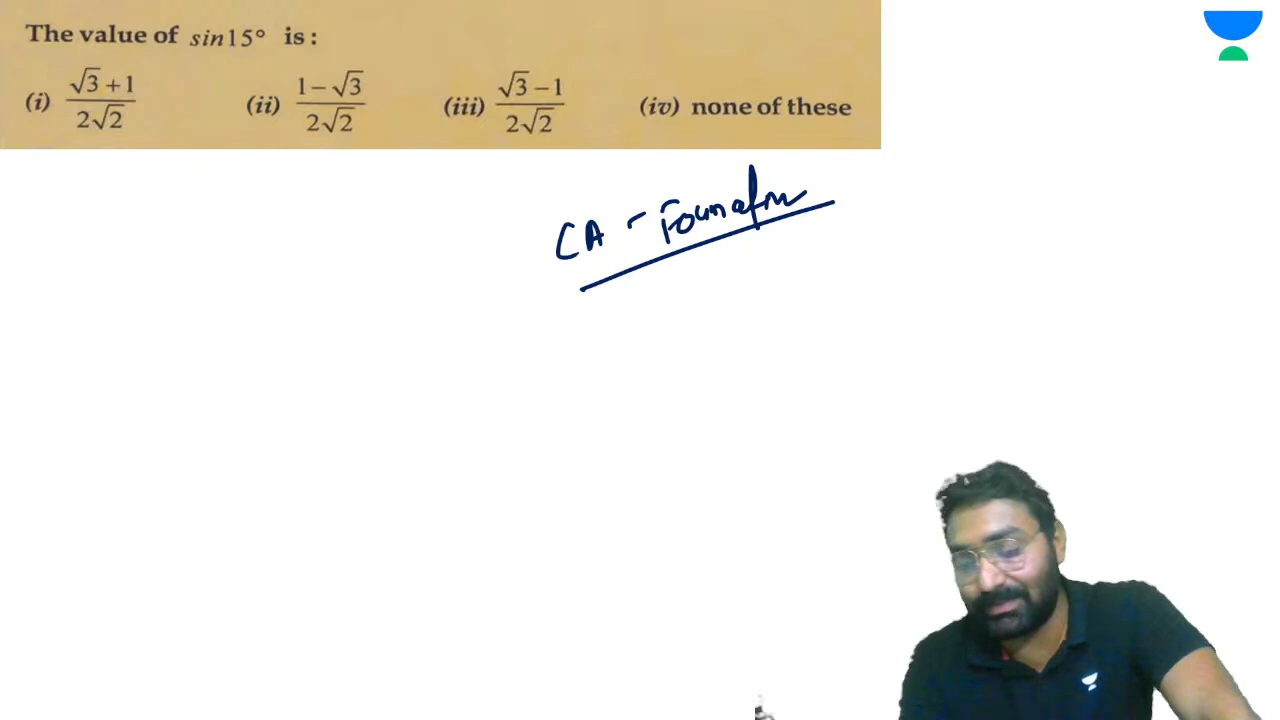 The value of sin15° is :
(i) √3+1 / 2√2 (ii) 1−√3 / 2√2 (iii) √3−1 / 2√2 (iv) none of these
CA -